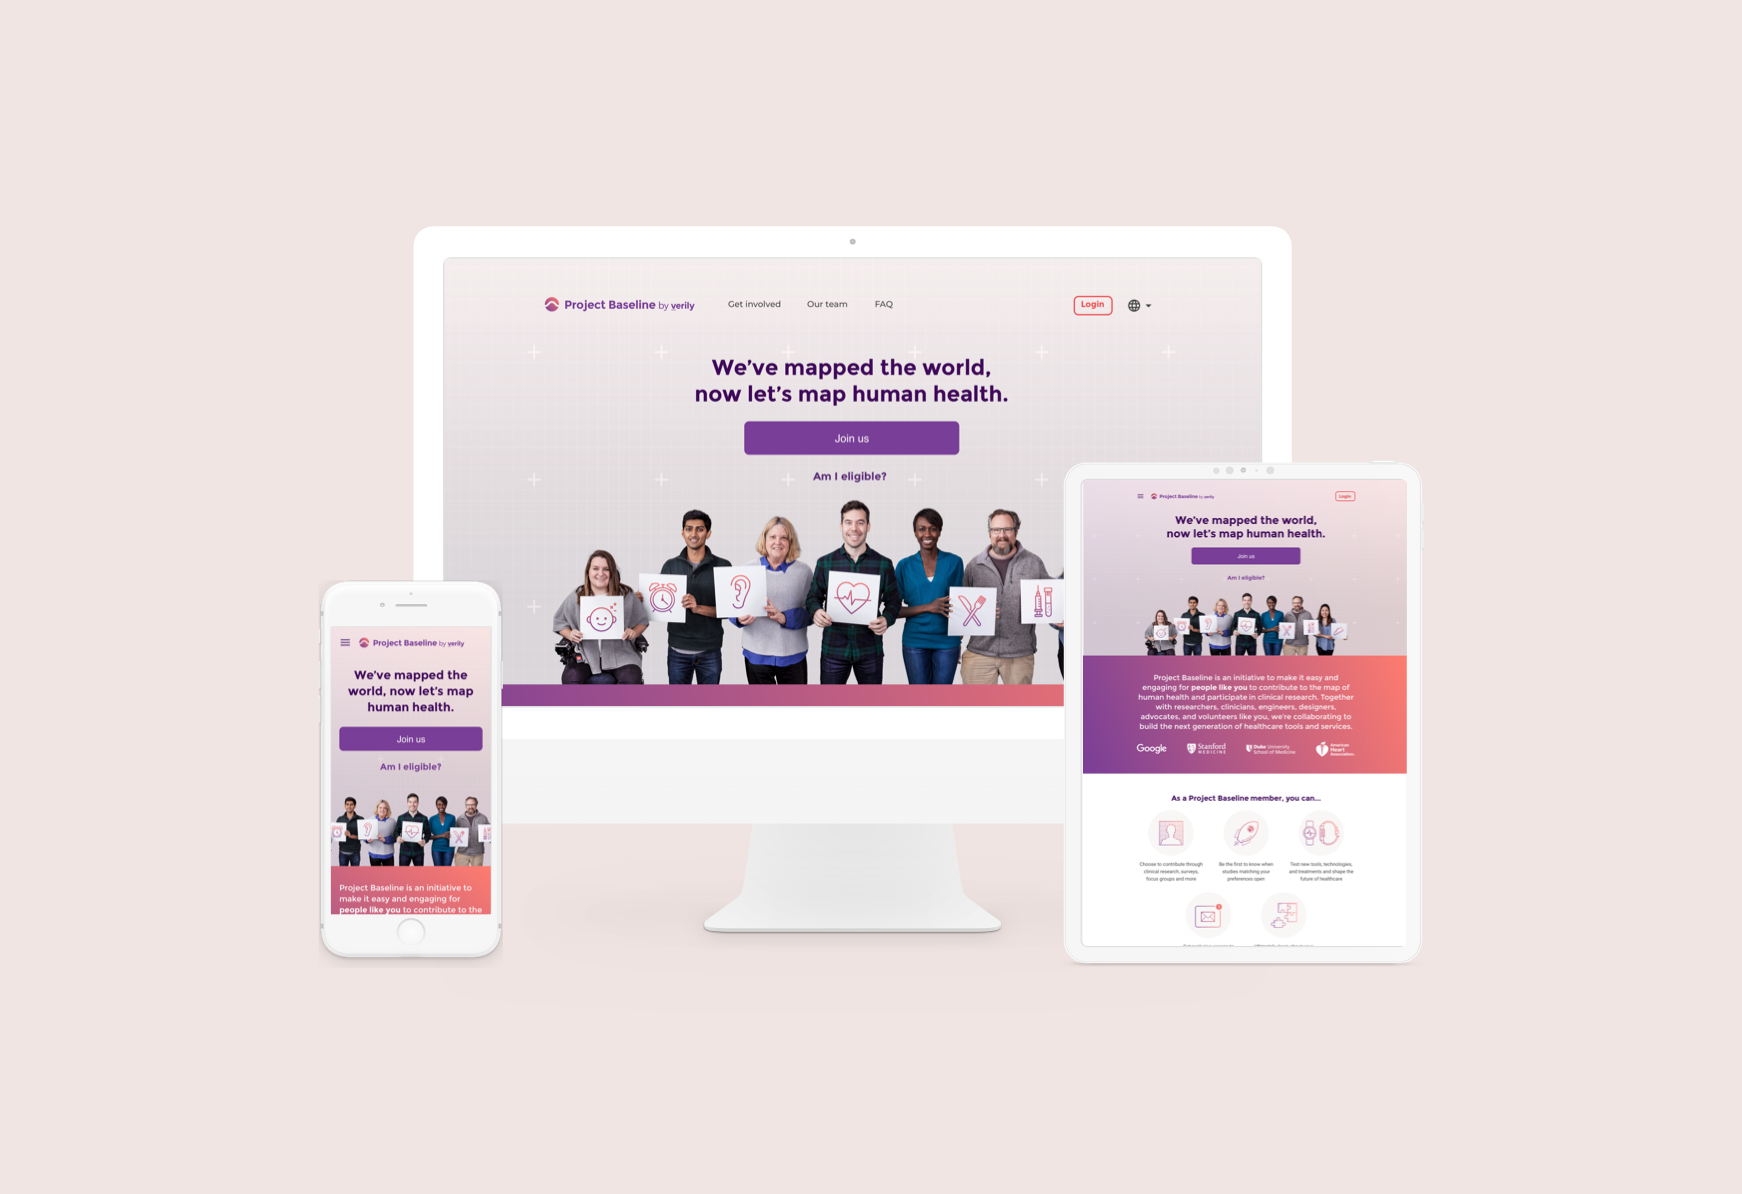 Project Baseline by verily
Get involved
Our team
FAQ
Login
We've mapped the world,
now let's map human health.
Join us
Am I eligible?
Project Baseline by verily
We've mapped the
world, now let's map
human health.
Join us
Am I eligible?
Project Baseline is an initiative to
make it easy and engaging for
people like you to contribute to the
Project Baseline by verily
Login
We've mapped the world,
now let's map human health.
Join us
Am I eligible?
Project Baseline is an initiative to make it easy and
engaging for people like you to contribute to the map of
human health and participate in clinical research. Together
with researchers, clinicians, engineers, designers,
advocates, and volunteers like you, we're collaborating to
build the next generation of healthcare tools and services.
Google
Stanford
MEDICINE
Duke University
School of Medicine
American
Heart
Association
As a Project Baseline member, you can...
Choose to contribute through
clinical research, surveys,
focus groups and more
Be the first to know when
studies matching your
preferences open
Test new tools, technologies,
and treatments and shape the
future of healthcare